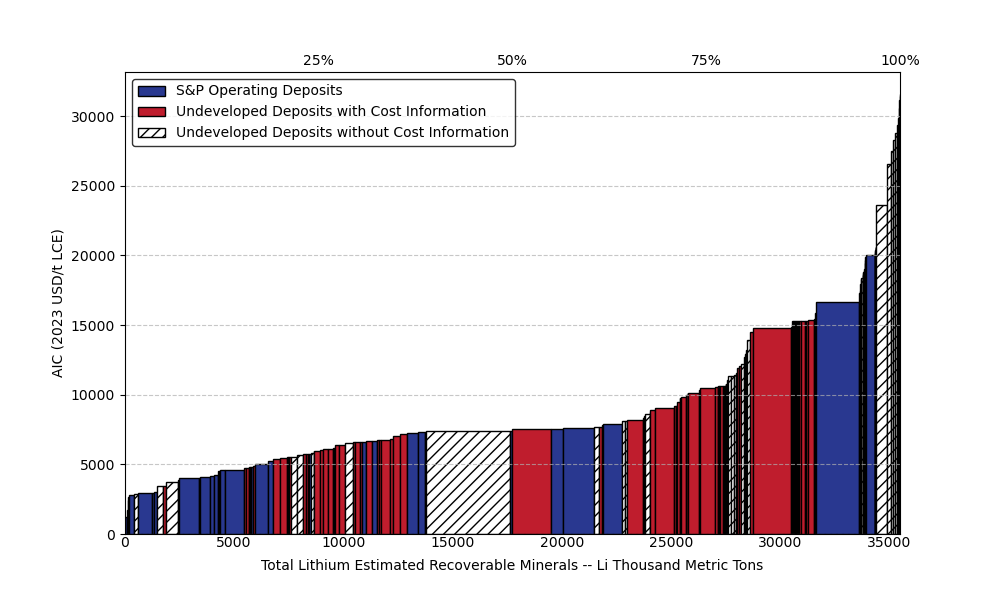 25% 50% 75% 100%
S&P Operating Deposits
Undeveloped Deposits with Cost Information
Undeveloped Deposits without Cost Information
30000
25000
20000
15000
10000
5000
0
AIC (2023 USD/t LCE)
0 5000 10000 15000 20000 25000 30000 35000
Total Lithium Estimated Recoverable Minerals -- Li Thousand Metric Tons